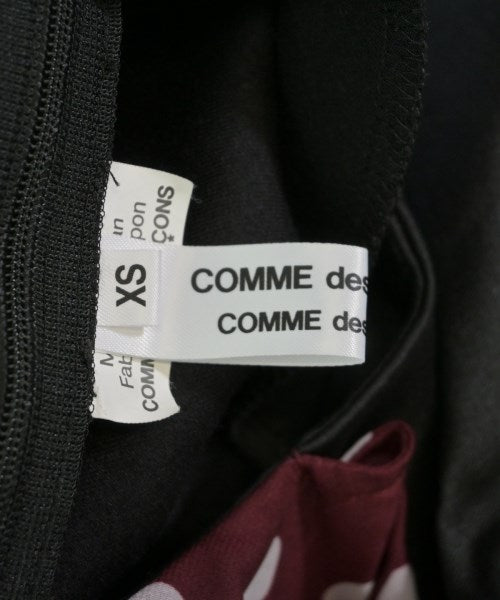 COMME des
COMME des
XS
in
pon
ÇONS
M
Fab
COMM